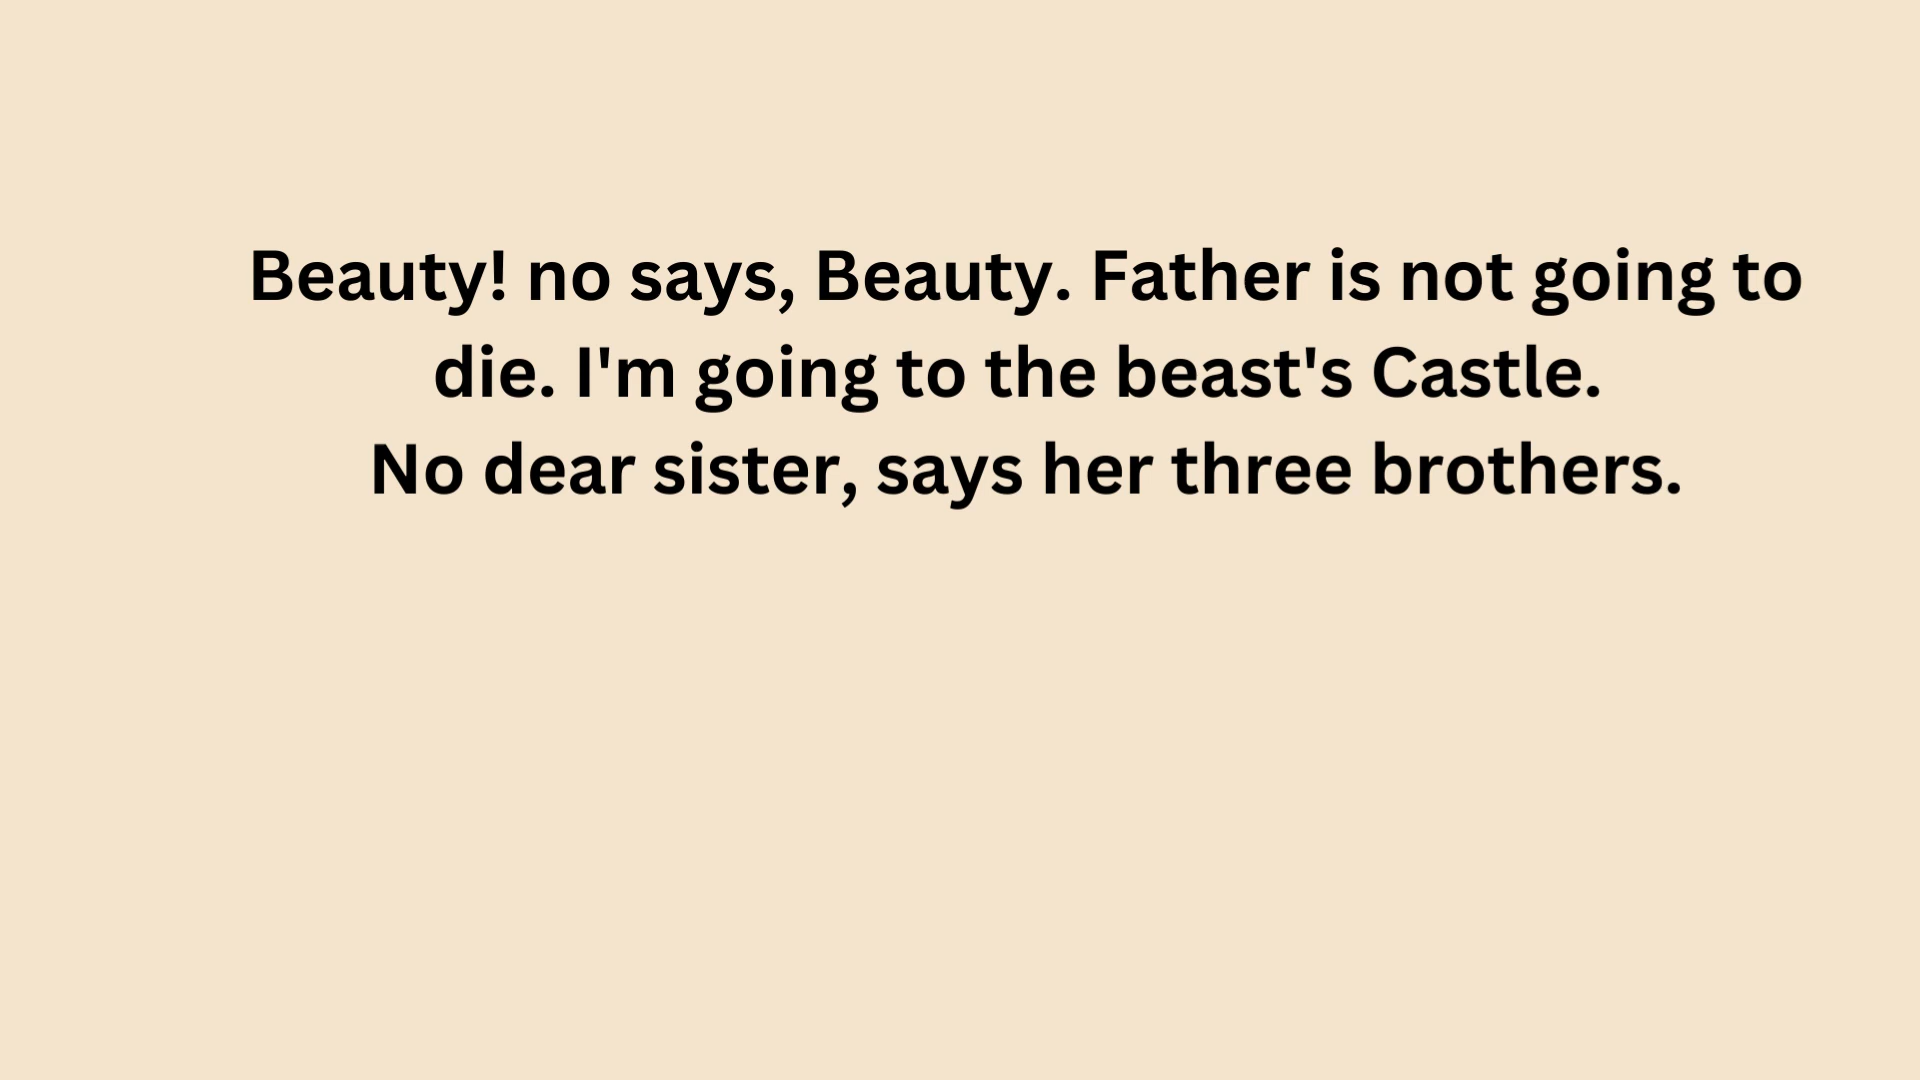 Beauty! no says, Beauty. Father is not going to
die. I'm going to the beast's Castle.
No dear sister, says her three brothers.